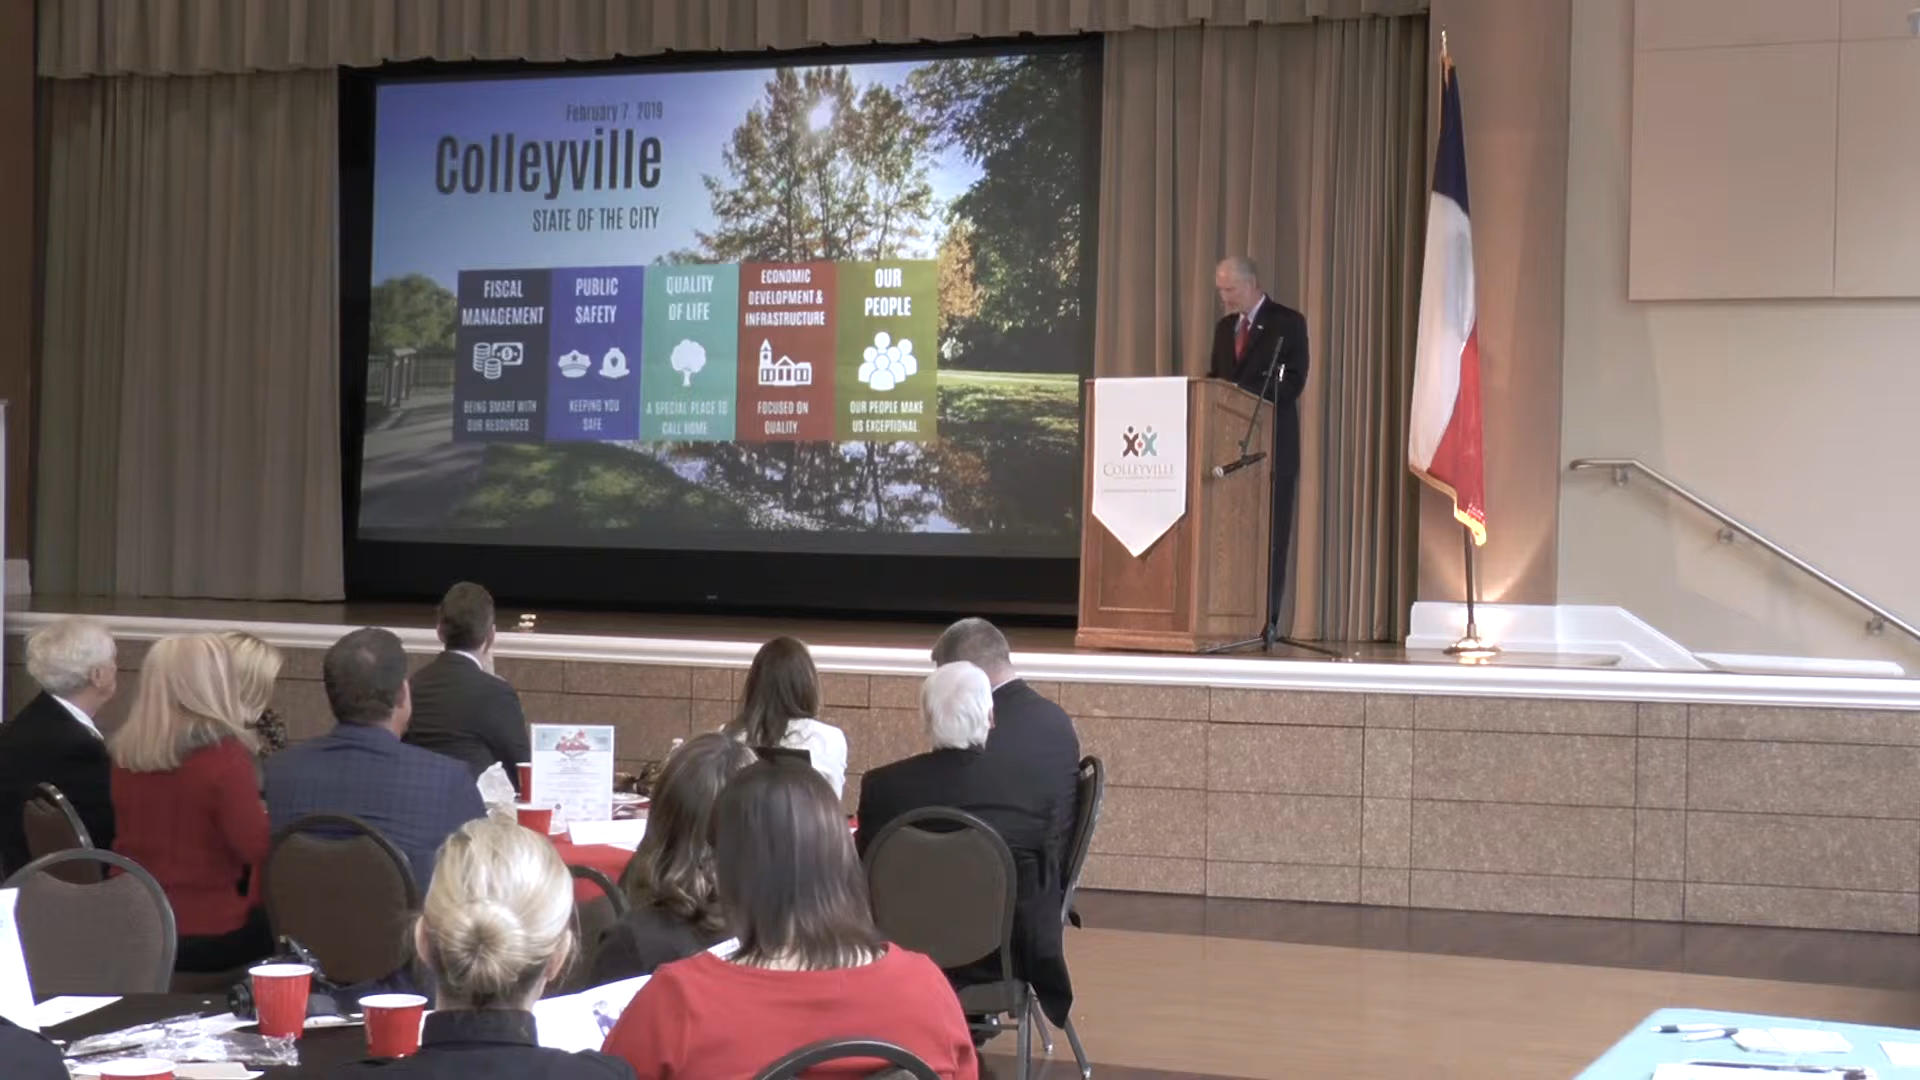 February 7, 2019
Colleyville
STATE OF THE CITY
FISCAL
MANAGEMENT
BEING SMART WITH
OUR RESOURCES
PUBLIC
SAFETY
KEEPING YOU
SAFE
QUALITY
OF LIFE
A SPECIAL PLACE TO
CALL HOME
ECONOMIC
DEVELOPMENT &
INFRASTRUCTURE
FOCUSED ON
QUALITY.
OUR
PEOPLE
OUR PEOPLE MAKE
US EXCEPTIONAL.
COLLEYVILLE